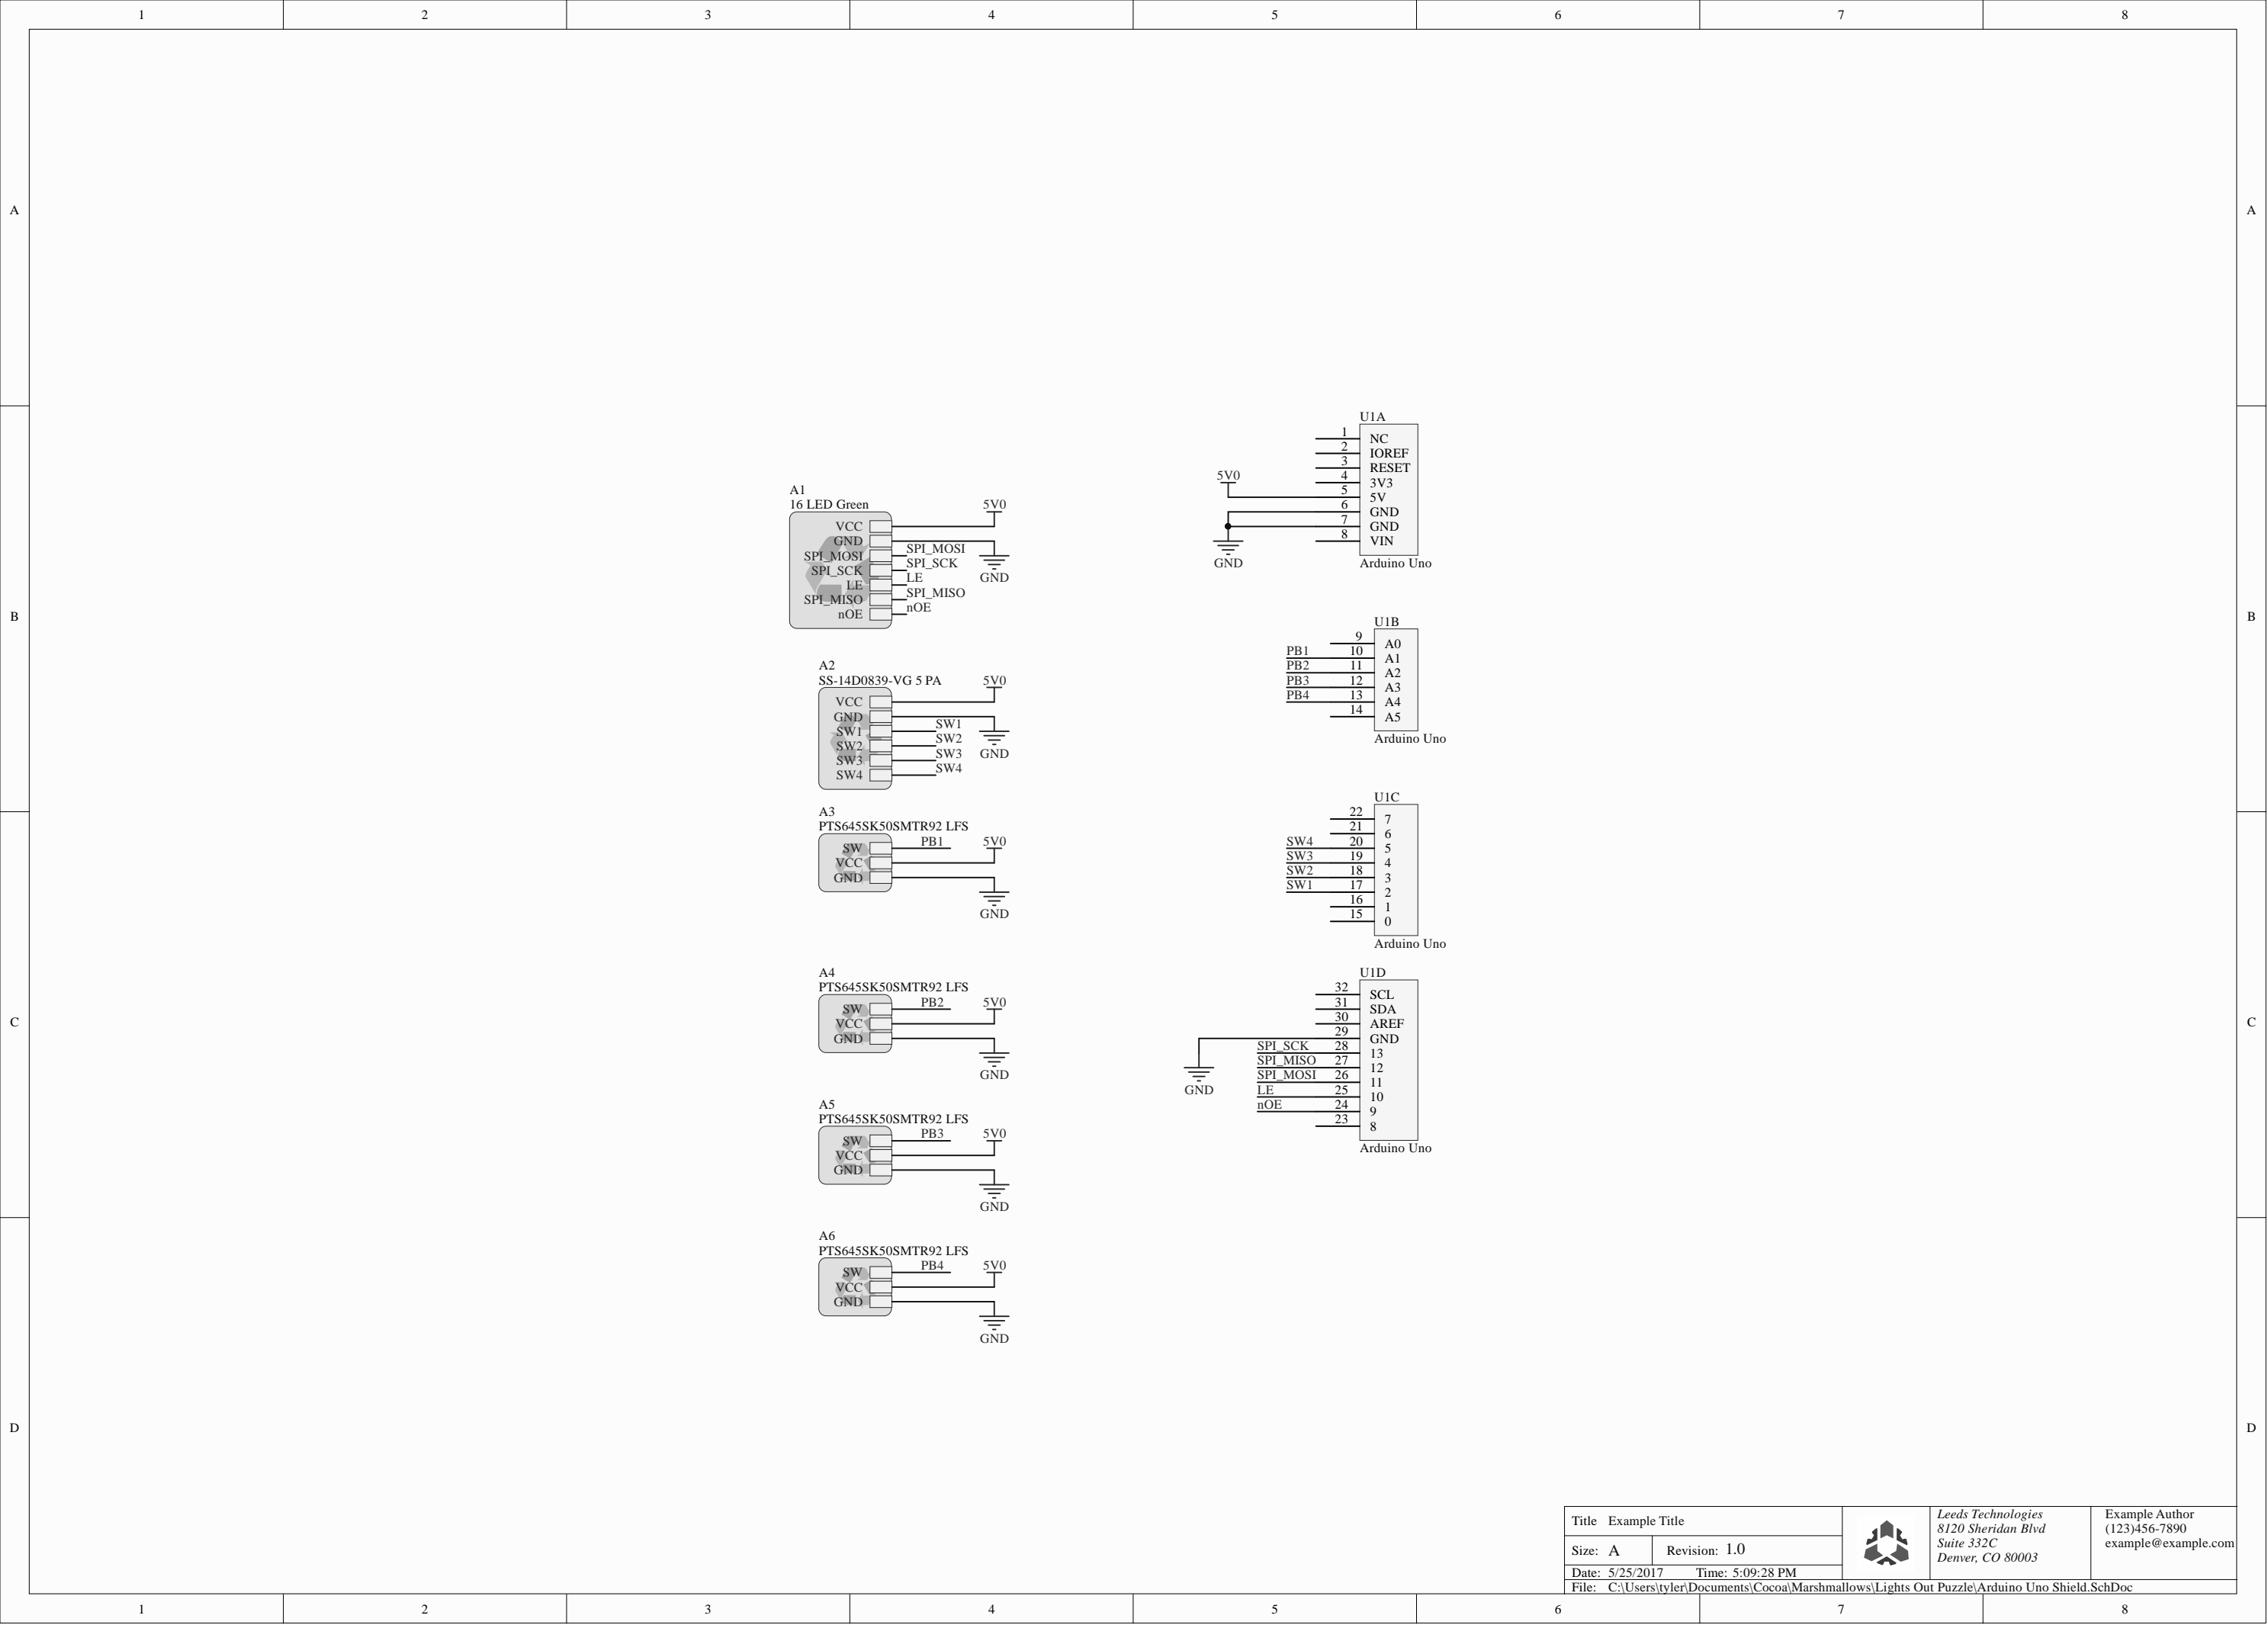 1 2 3 4 5 6 7 8
A A
B B
C C
D D
A1
16 LED Green
VCC 5V0
GND
SPI_MOSI SPI_MOSI
SPI_SCK SPI_SCK
LE LE
SPI_MISO SPI_MISO
nOE nOE
GND
A2
SS-14D0839-VG 5 PA
VCC 5V0
GND
SW1 SW1
SW2 SW2
SW3 SW3
SW4 SW4
GND
A3
PTS645SK50SMTR92 LFS
SW PB1 5V0
VCC
GND
GND
A4
PTS645SK50SMTR92 LFS
SW PB2 5V0
VCC
GND
GND
A5
PTS645SK50SMTR92 LFS
SW PB3 5V0
VCC
GND
GND
A6
PTS645SK50SMTR92 LFS
SW PB4 5V0
VCC
GND
GND
U1A
1 NC
2 IOREF
3 RESET
4 3V3
5V0 5 5V
6 GND
7 GND
8 VIN
GND
Arduino Uno
U1B
9 A0
PB1 10 A1
PB2 11 A2
PB3 12 A3
PB4 13 A4
14 A5
Arduino Uno
U1C
22 7
21 6
SW4 20 5
SW3 19 4
SW2 18 3
SW1 17 2
16 1
15 0
Arduino Uno
U1D
32 SCL
31 SDA
30 AREF
29 GND
SPI_SCK 28 13
SPI_MISO 27 12
SPI_MOSI 26 11
LE 25 10
nOE 24 9
23 8
GND
Arduino Uno
Title Example Title
Size: A Revision: 1.0
Date: 5/25/2017 Time: 5:09:28 PM
File: C:\Users\tyler\Documents\Cocoa\Marshmallows\Lights Out Puzzle\Arduino Uno Shield.SchDoc
Leeds Technologies
8120 Sheridan Blvd
Suite 332C
Denver, CO 80003
Example Author
(123)456-7890
example@example.com
1 2 3 4 5 6 7 8